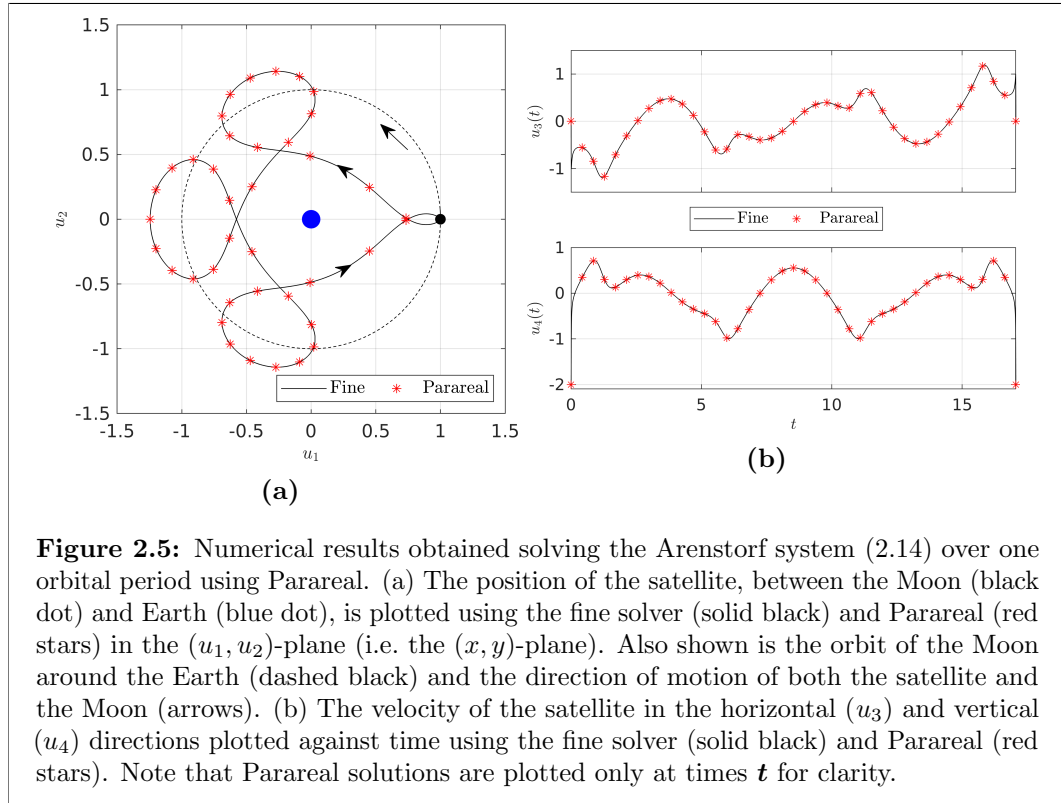 1.5
1
0.5
0
-0.5
-1
-1.5
u₂
-1.5 -1 -0.5 0 0.5 1 1.5
u₁
Fine Parareal
(a)
1
0
-1
u₃(t)
Fine Parareal
1
0
-1
-2
u₄(t)
0 5 10 15
t
(b)
Figure 2.5: Numerical results obtained solving the Arenstorf system (2.14) over one
orbital period using Parareal. (a) The position of the satellite, between the Moon (black
dot) and Earth (blue dot), is plotted using the fine solver (solid black) and Parareal (red
stars) in the (u₁, u₂)-plane (i.e. the (x, y)-plane). Also shown is the orbit of the Moon
around the Earth (dashed black) and the direction of motion of both the satellite and
the Moon (arrows). (b) The velocity of the satellite in the horizontal (u₃) and vertical
(u₄) directions plotted against time using the fine solver (solid black) and Parareal (red
stars). Note that Parareal solutions are plotted only at times t for clarity.